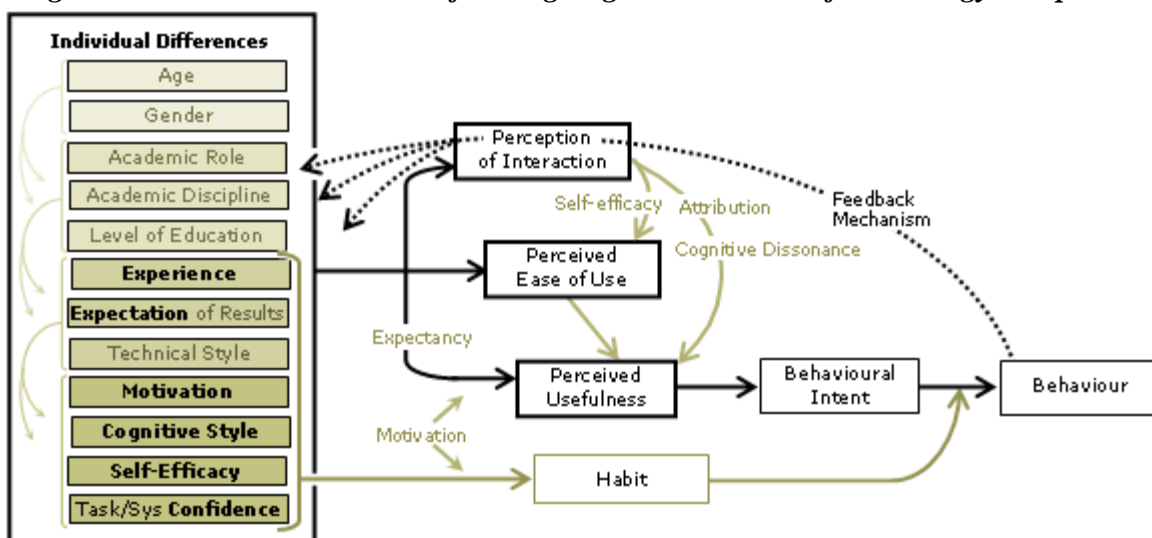 Individual Differences
Age
Gender
Academic Role
Academic Discipline
Level of Education
Experience
Expectation of Results
Technical Style
Motivation
Cognitive Style
Self-Efficacy
Task/Sys Confidence
Perception
of Interaction
Self-efficacy
Attribution
Cognitive Dissonance
Feedback
Mechanism
Perceived
Ease of Use
Expectancy
Perceived
Usefulness
Behavioural
Intent
Behaviour
Motivation
Habit